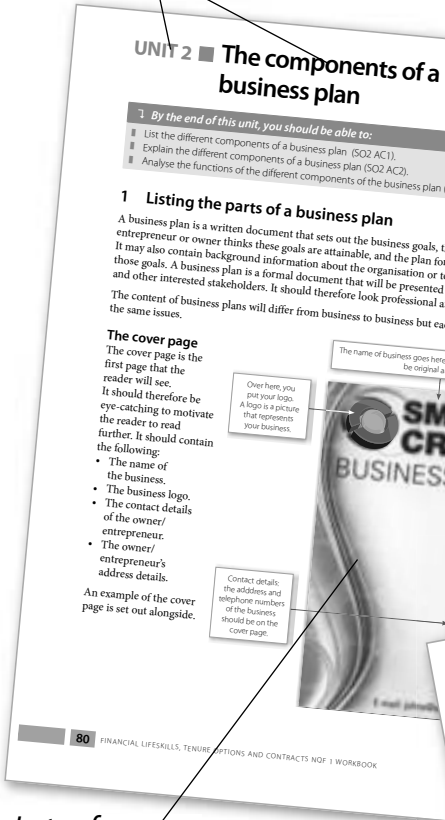 UNIT 2 The components of a
business plan
By the end of this unit, you should be able to:
List the different components of a business plan (SO2 AC1).
Explain the different components of a business plan (SO2 AC2).
Analyse the functions of the different components of the business plan
1 Listing the parts of a business plan
A business plan is a written document that sets out the business goals,
entrepreneur or owner thinks these goals are attainable, and the plan for
It may also contain background information about the organisation or
those goals. A business plan is a formal document that will be presented
and other interested stakeholders. It should therefore look professional
The content of business plans will differ from business to business but
the same issues.
The cover page
The cover page is the
first page that the
reader will see.
It should therefore be
eye-catching to motivate
the reader to read
further. It should contain
the following:
• The name of
the business.
• The business logo.
• The contact details
of the owner/
entrepreneur.
• The owner/
entrepreneur's
address details.
An example of the cover
page is set out alongside.
The name of business goes here
be original
Over here, you
put your logo.
A logo is a picture
that represents
your business.
SM
CR
BUSINESS
Contact details:
the adddress and
telephone numbers
of the business
should be on the
cover page.
80 FINANCIAL LIFESKILLS, TENURE OPTIONS AND CONTRACTS NQF 1 WORKBOOK